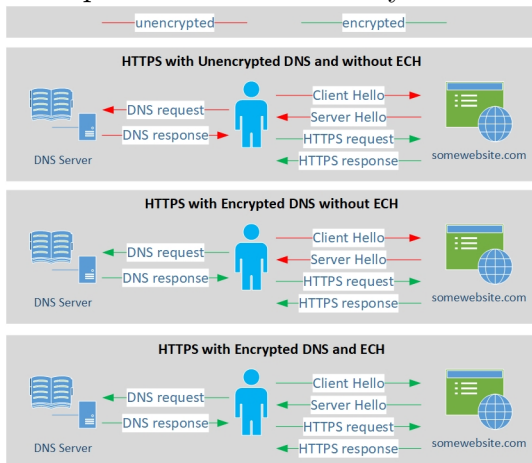 unencrypted encrypted
HTTPS with Unencrypted DNS and without ECH
DNS request
DNS response
DNS Server
Client Hello
Server Hello
HTTPS request
HTTPS response
somewebsite.com
HTTPS with Encrypted DNS without ECH
DNS request
DNS response
DNS Server
Client Hello
Server Hello
HTTPS request
HTTPS response
somewebsite.com
HTTPS with Encrypted DNS and ECH
DNS request
DNS response
DNS Server
Client Hello
Server Hello
HTTPS request
HTTPS response
somewebsite.com